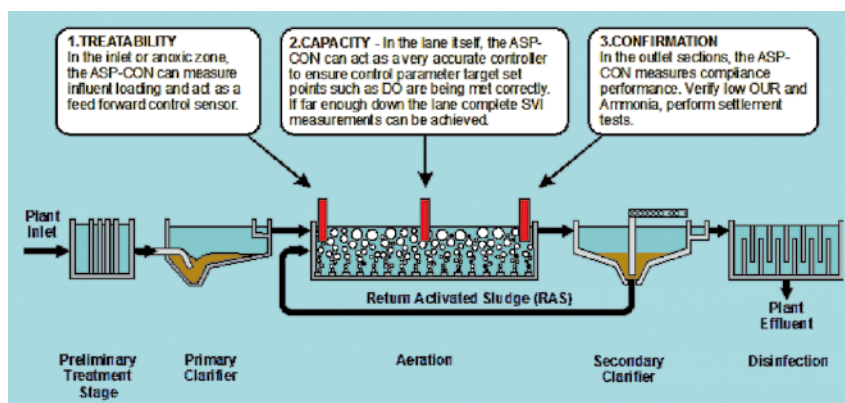 1.TREATABILITY
In the inlet or anoxic zone,
the ASP-CON can measure
influent loading and act as a
feed forward control sensor.
2.CAPACITY - In the lane itself, the ASP-
CON can act as a very accurate controller
to ensure control parameter target set
points such as DO are being met correctly.
If far enough down the lane complete SVI
measurements can be achieved.
3.CONFIRMATION
In the outlet sections, the ASP-
CON measures compliance
performance. Verify low OUR and
Ammonia, perform settlement
tests.
Plant
Inlet
Return Activated Sludge (RAS)
Plant
Effluent
Preliminary
Treatment
Stage
Primary
Clarifier
Aeration
Secondary
Clarifier
Disinfection